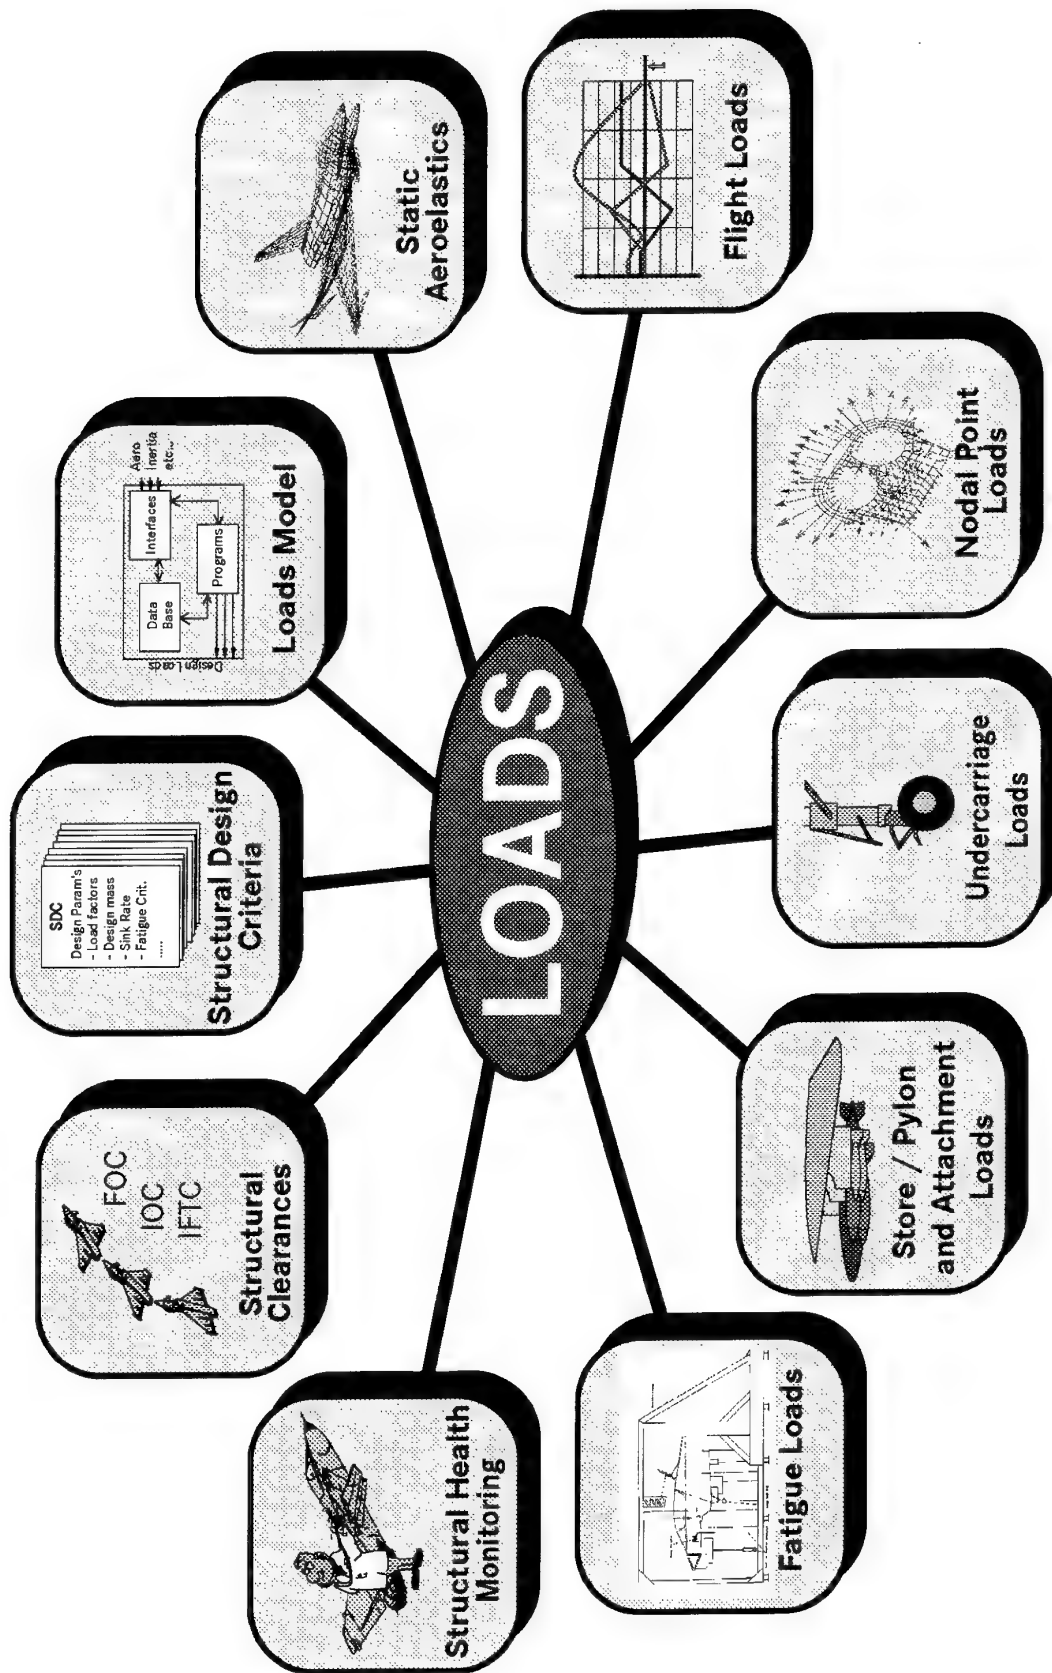 Structural Health
Monitoring
Structural
Clearances
FOC
IOC
IFTC
SDC
Design Param's
- Load factors
- Design mass
- Sink Rate
- Fatigue Crit.
.....
Structural Design
Criteria
Data
Base
Interfaces
Programs
Aero
Inertia
etc...
Design Loads
Loads Model
Static
Aeroelastics
LOADS
Fatigue Loads
Store / Pylon
and Attachment
Loads
Undercarriage
Loads
Nodal Point
Loads
Flight Loads
t